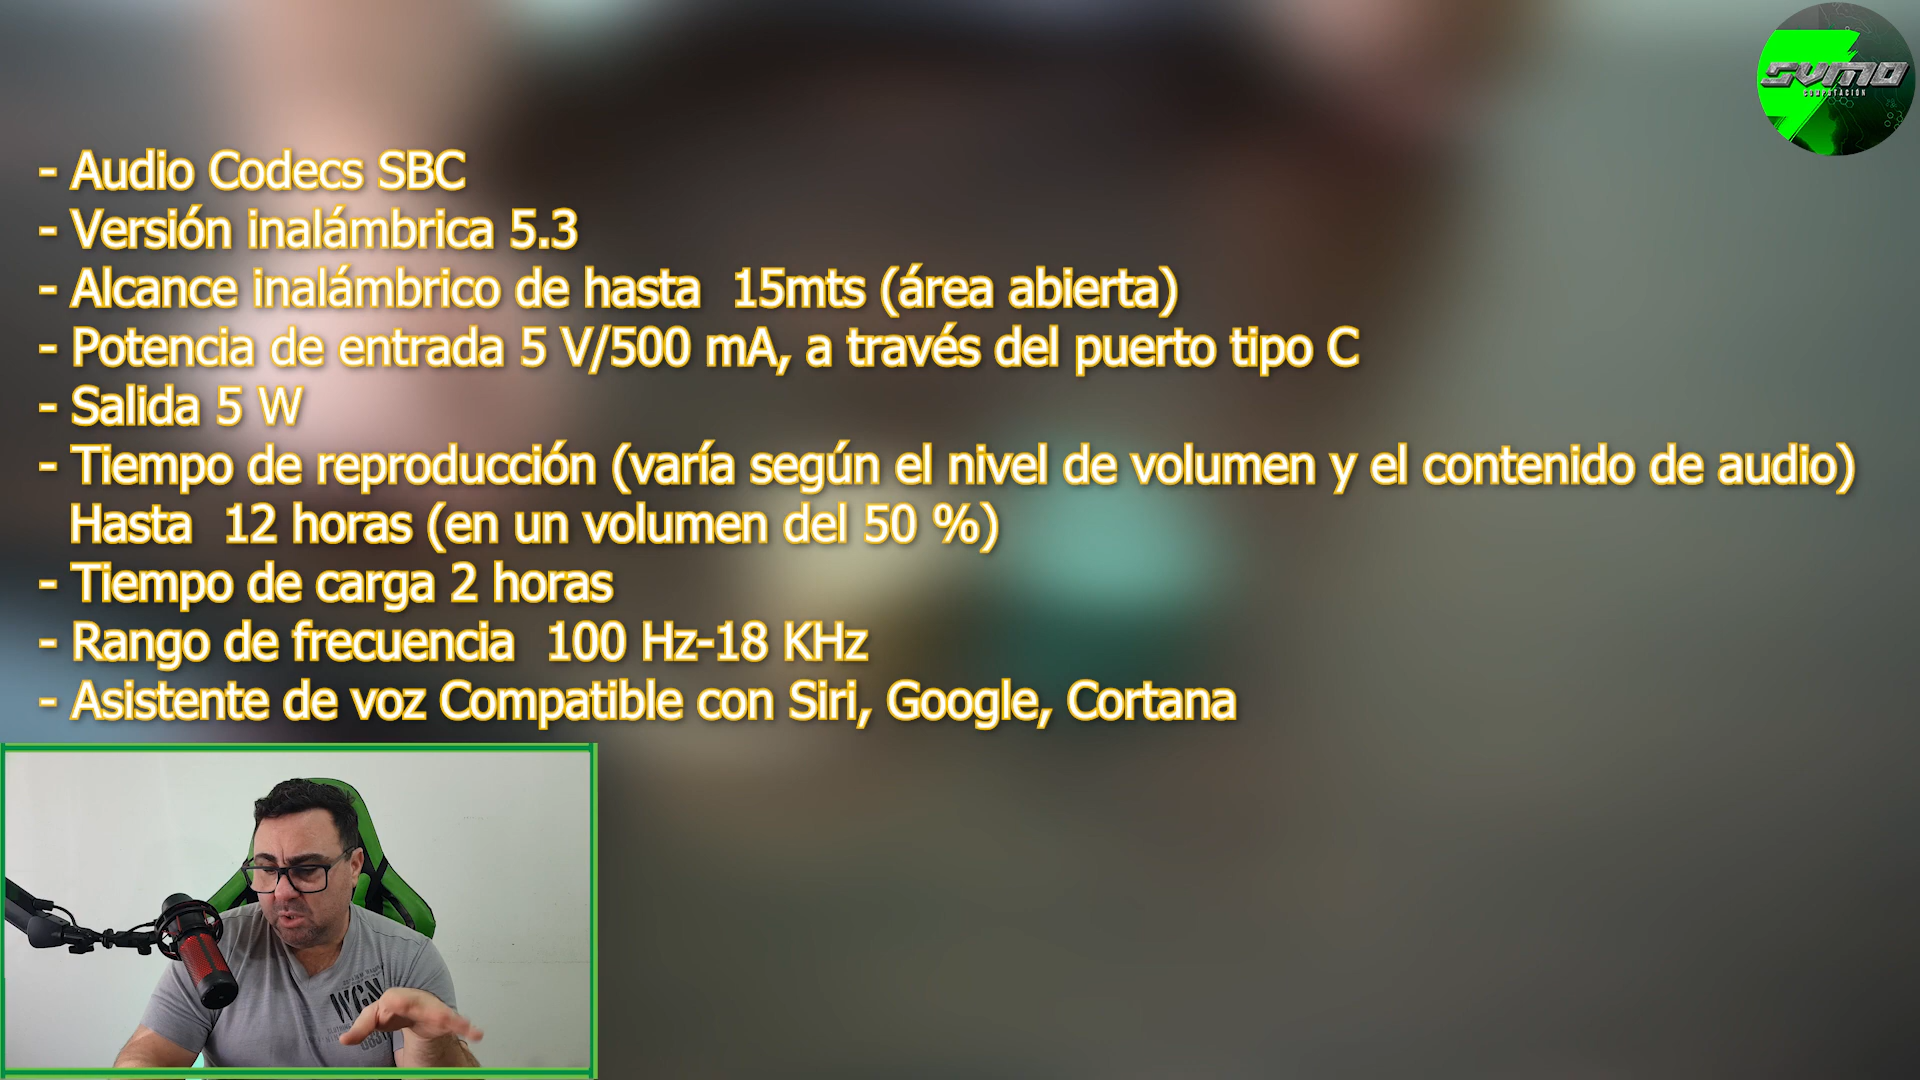 SVMO
COMPUTACIÓN
- Audio Codecs SBC
- Versión inalámbrica 5.3
- Alcance inalámbrico de hasta  15mts (área abierta)
- Potencia de entrada 5 V/500 mA, a través del puerto tipo C
- Salida 5 W
- Tiempo de reproducción (varía según el nivel de volumen y el contenido de audio)
Hasta  12 horas (en un volumen del 50 %)
- Tiempo de carga 2 horas
- Rango de frecuencia  100 Hz-18 KHz
- Asistente de voz Compatible con Siri, Google, Cortana
WGN